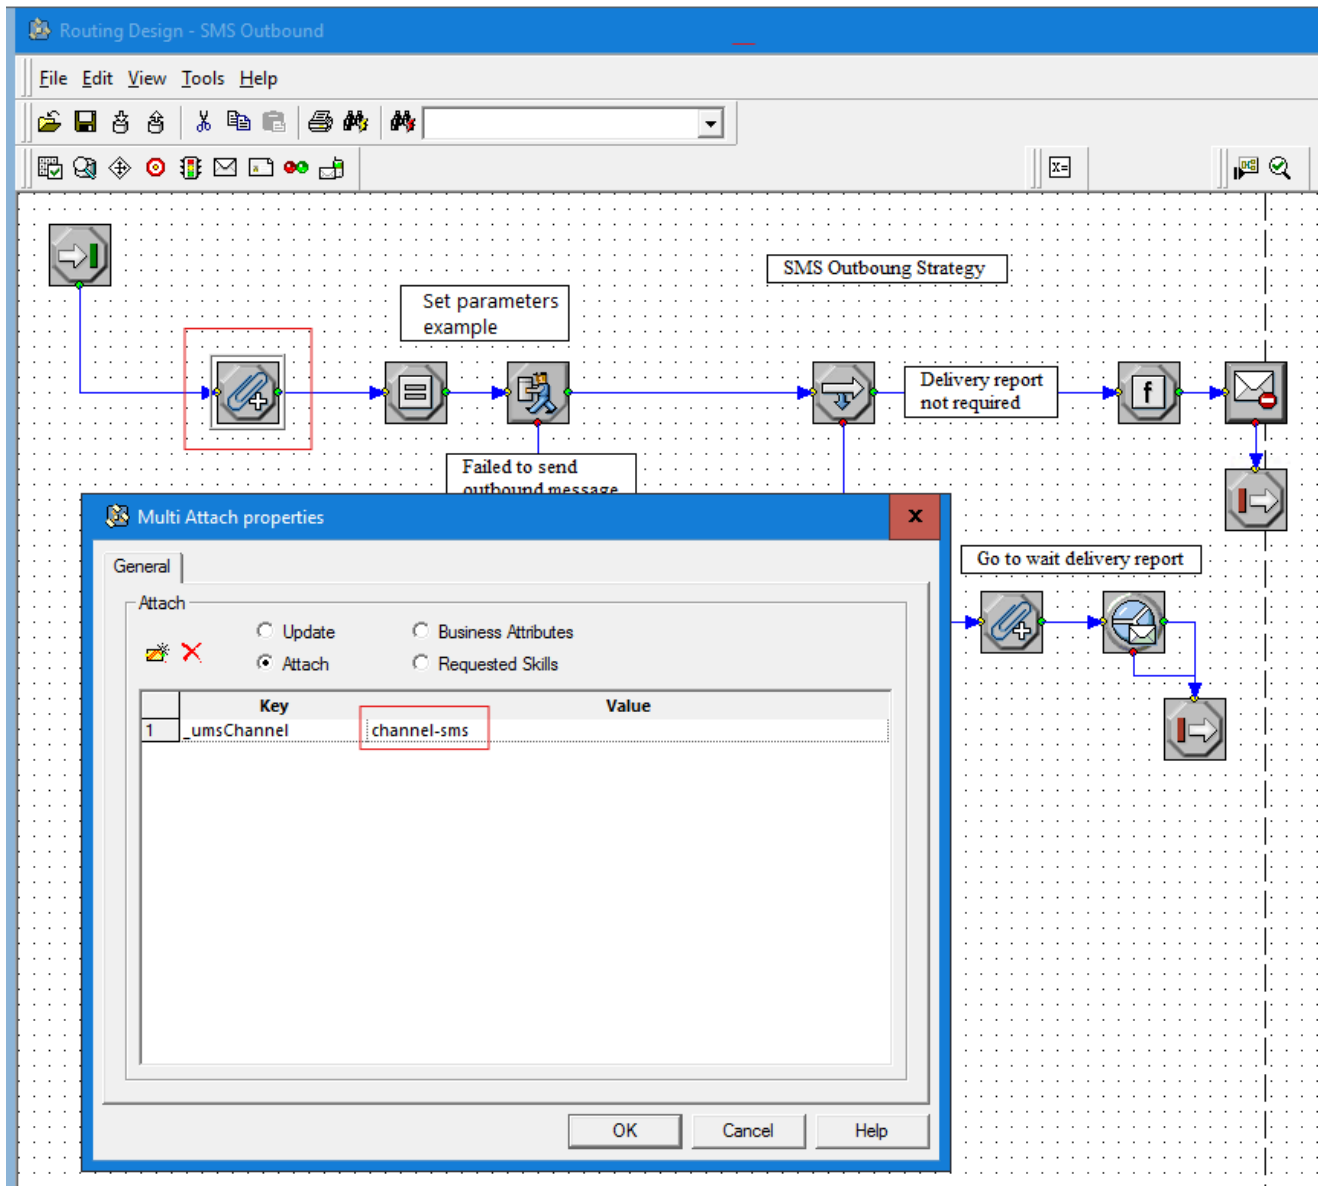 Routing Design - SMS Outbound
File Edit View Tools Help
X=
SMS Outboung Strategy
Set parameters
example
Delivery report
not required
f
Failed to send
outbound message
Multi Attach properties
x
General
Go to wait delivery report
Attach
Update
Business Attributes
Attach
Requested Skills
Key Value
1 _umsChannel channel-sms
OK Cancel Help